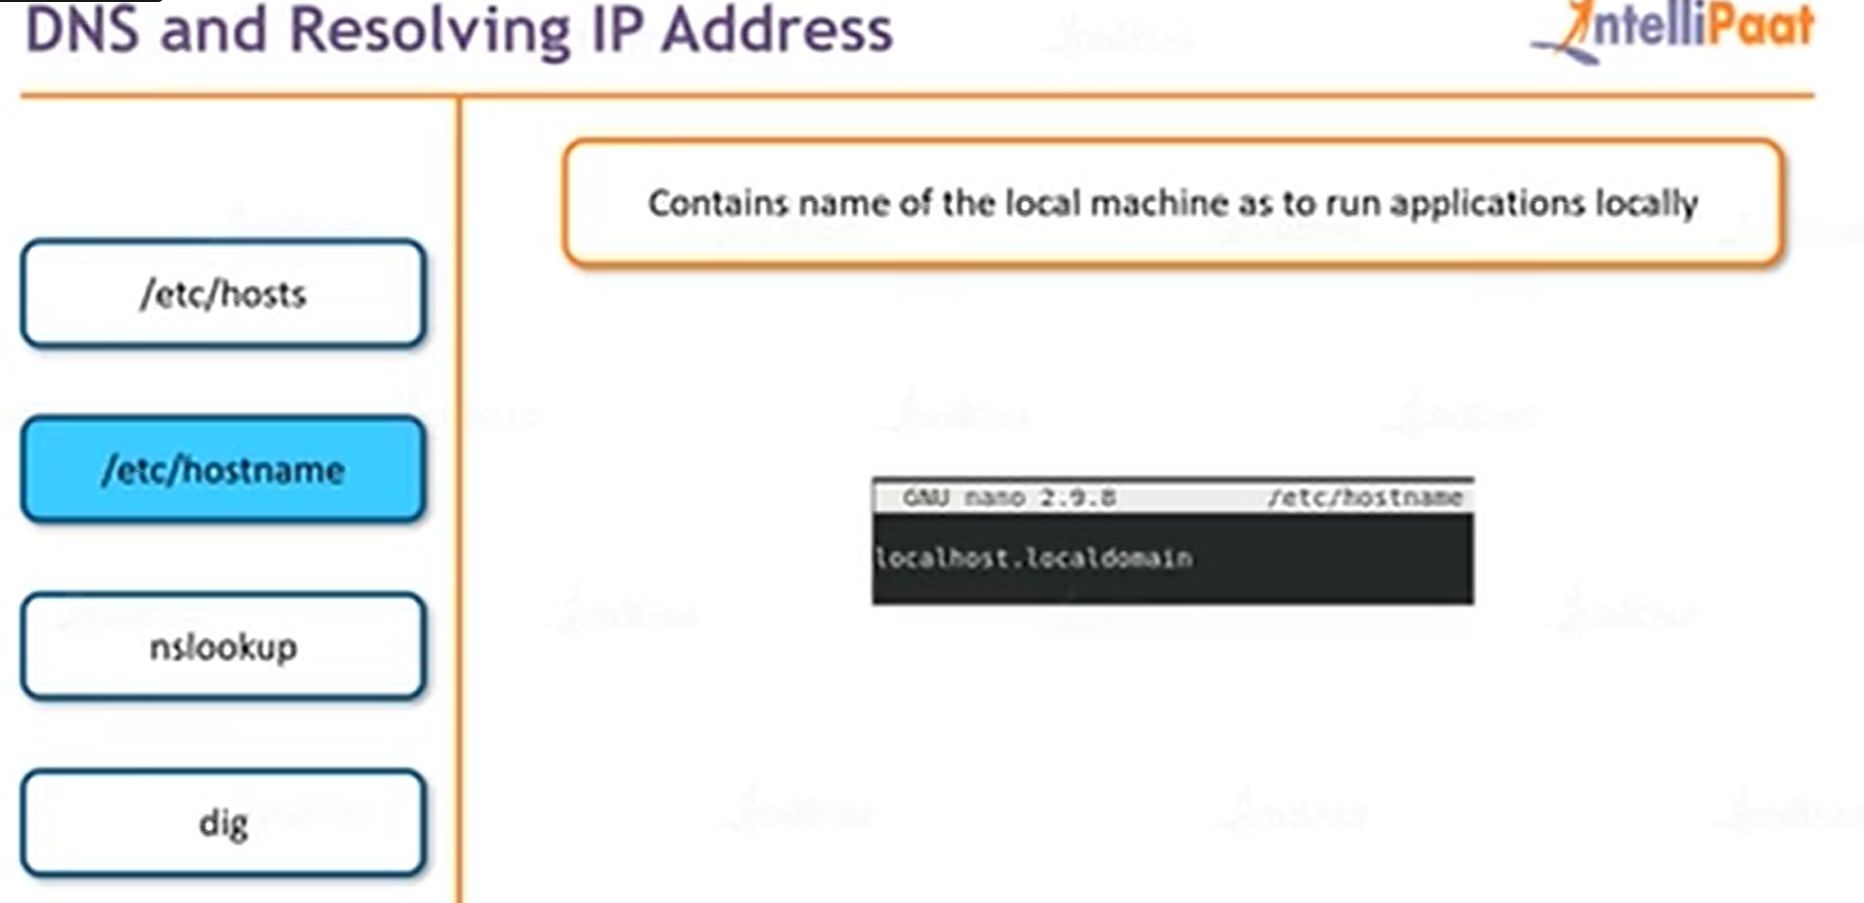 DNS and Resolving IP Address
IntelliPaat
Contains name of the local machine as to run applications locally
/etc/hosts
/etc/hostname
GNU nano 2.9.8 /etc/hostname
localhost.localdomain
nslookup
dig